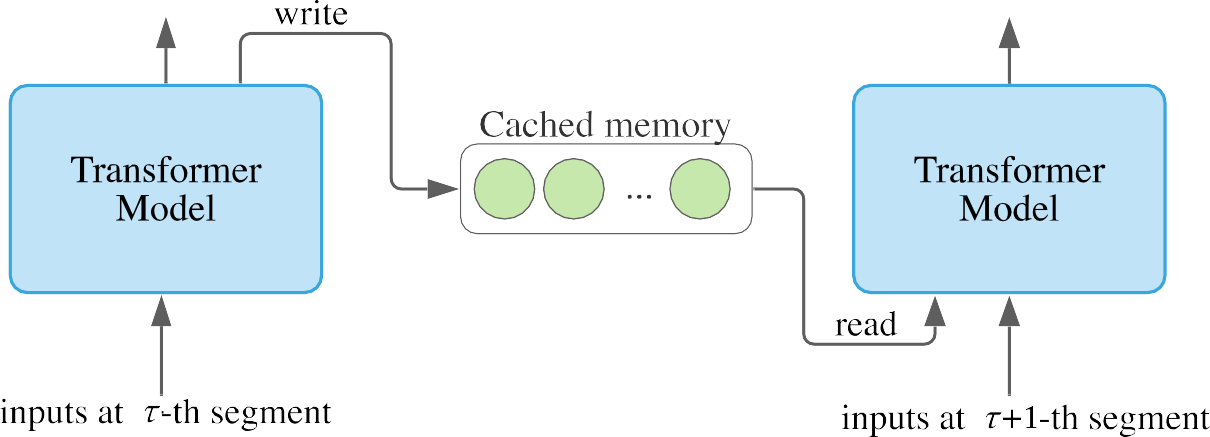 write
Cached memory
Transformer
Model
...
Transformer
Model
read
inputs at τ-th segment
inputs at τ+1-th segment